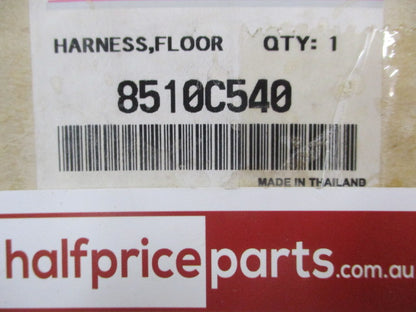 HARNESS,FLOOR QTY: 1
8510C540
MADE IN THAILAND
halfpriceparts.com.au